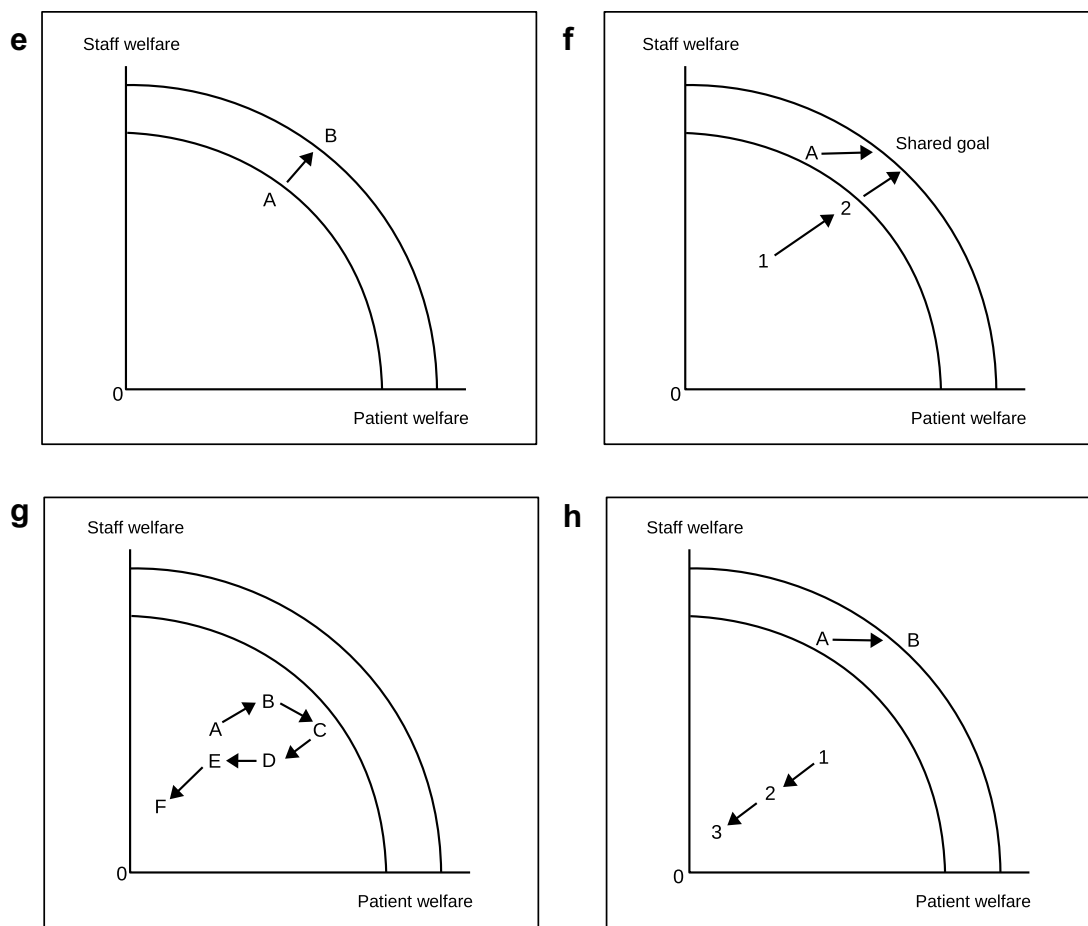 e
Staff welfare
B
A
0
Patient welfare
f
Staff welfare
A
Shared goal
2
1
0
Patient welfare
g
Staff welfare
B
A
C
E
D
F
0
Patient welfare
h
Staff welfare
A
B
1
2
3
0
Patient welfare